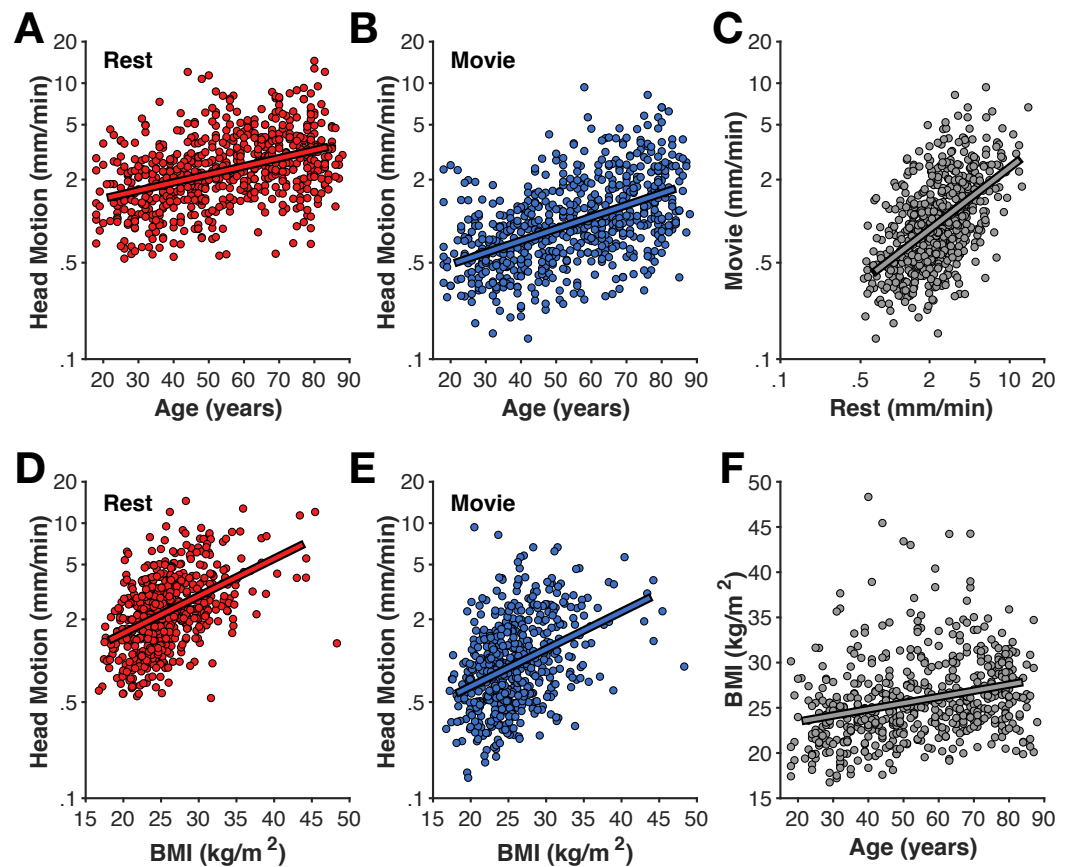 A
B
C
Rest
Movie
20
10
5
2
.5
.1
Head Motion (mm/min)
20 30 40 50 60 70 80 90
Age (years)
20
10
5
2
.5
.1
Head Motion (mm/min)
20 30 40 50 60 70 80 90
Age (years)
20
10
5
2
.5
.1
Movie (mm/min)
.1 .5 2 5 10 20
Rest (mm/min)
D
E
F
Rest
Movie
20
10
5
2
.5
.1
Head Motion (mm/min)
15 20 25 30 35 40 45 50
BMI (kg/m 2)
20
10
5
2
.5
.1
Head Motion (mm/min)
15 20 25 30 35 40 45 50
BMI (kg/m 2)
50
45
40
35
30
25
20
15
BMI (kg/m 2)
20 30 40 50 60 70 80 90
Age (years)